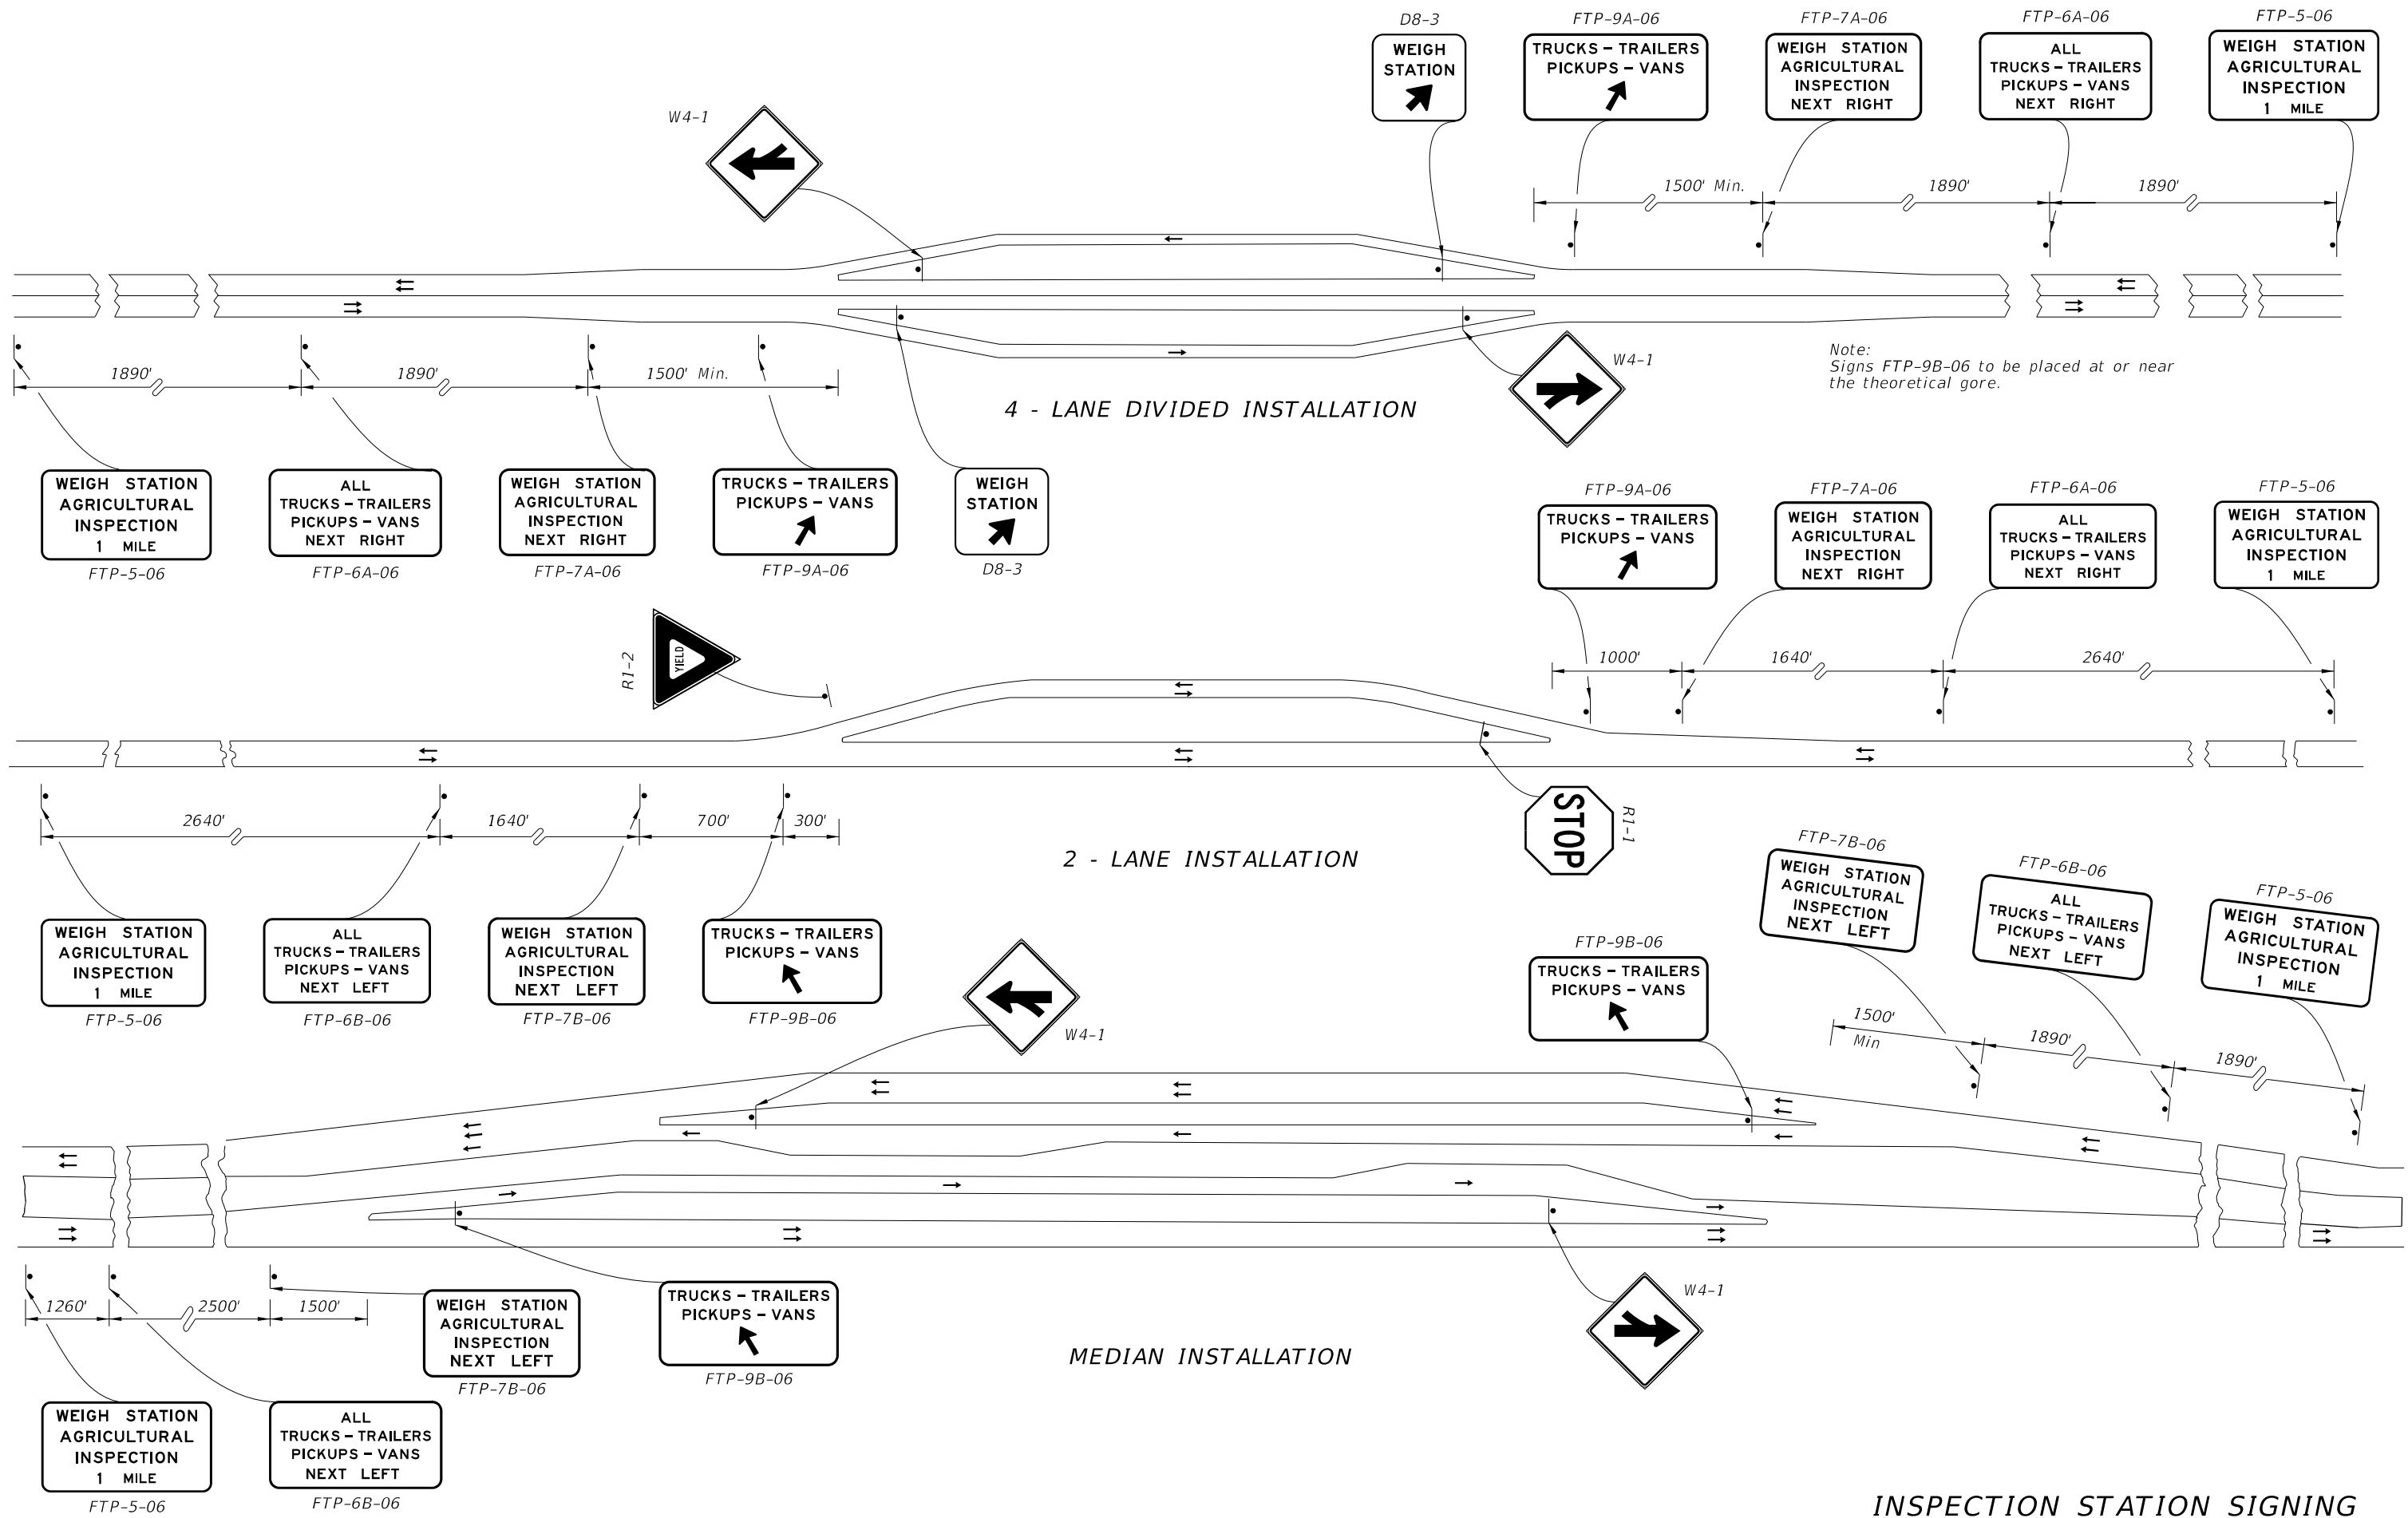 D8-3
FTP-9A-06
FTP-7A-06
FTP-6A-06
FTP-5-06
WEIGH
STATION
TRUCKS - TRAILERS
PICKUPS - VANS
WEIGH STATION
AGRICULTURAL
INSPECTION
NEXT RIGHT
ALL
TRUCKS - TRAILERS
PICKUPS - VANS
NEXT RIGHT
WEIGH STATION
AGRICULTURAL
INSPECTION
1 MILE
W4-1
1500' Min.
1890'
1890'
Note:
Signs FTP-9B-06 to be placed at or near
the theoretical gore.
W4-1
1890'
1890'
1500' Min.
4 - LANE DIVIDED INSTALLATION
WEIGH STATION
AGRICULTURAL
INSPECTION
1 MILE
FTP-5-06
ALL
TRUCKS - TRAILERS
PICKUPS - VANS
NEXT RIGHT
FTP-6A-06
WEIGH STATION
AGRICULTURAL
INSPECTION
NEXT RIGHT
FTP-7A-06
TRUCKS - TRAILERS
PICKUPS - VANS
FTP-9A-06
WEIGH
STATION
D8-3
FTP-9A-06
FTP-7A-06
FTP-6A-06
FTP-5-06
TRUCKS - TRAILERS
PICKUPS - VANS
WEIGH STATION
AGRICULTURAL
INSPECTION
NEXT RIGHT
ALL
TRUCKS - TRAILERS
PICKUPS - VANS
NEXT RIGHT
WEIGH STATION
AGRICULTURAL
INSPECTION
1 MILE
R1-2
YIELD
1000'
1640'
2640'
2640'
1640'
700'
300'
2 - LANE INSTALLATION
STOP
R1-1
WEIGH STATION
AGRICULTURAL
INSPECTION
1 MILE
FTP-5-06
ALL
TRUCKS - TRAILERS
PICKUPS - VANS
NEXT LEFT
FTP-6B-06
WEIGH STATION
AGRICULTURAL
INSPECTION
NEXT LEFT
FTP-7B-06
TRUCKS - TRAILERS
PICKUPS - VANS
FTP-9B-06
W4-1
FTP-9B-06
TRUCKS - TRAILERS
PICKUPS - VANS
FTP-7B-06
WEIGH STATION
AGRICULTURAL
INSPECTION
NEXT LEFT
FTP-6B-06
ALL
TRUCKS - TRAILERS
PICKUPS - VANS
NEXT LEFT
FTP-5-06
WEIGH STATION
AGRICULTURAL
INSPECTION
1 MILE
1500'
Min
1890'
1890'
1260'
2500'
1500'
WEIGH STATION
AGRICULTURAL
INSPECTION
NEXT LEFT
FTP-7B-06
TRUCKS - TRAILERS
PICKUPS - VANS
FTP-9B-06
W4-1
MEDIAN INSTALLATION
WEIGH STATION
AGRICULTURAL
INSPECTION
1 MILE
FTP-5-06
ALL
TRUCKS - TRAILERS
PICKUPS - VANS
NEXT LEFT
FTP-6B-06
INSPECTION STATION SIGNING